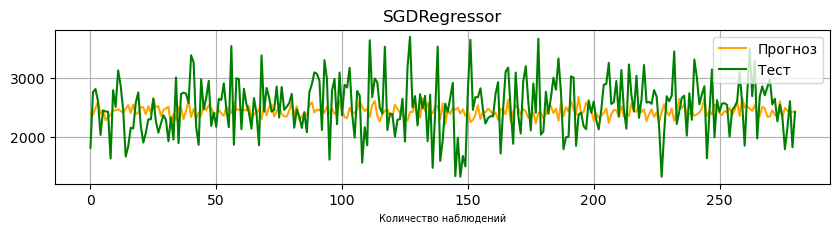 SGDRegressor
Прогноз
Тест
3000
2000
0 50 100 150 200 250
Количество наблюдений